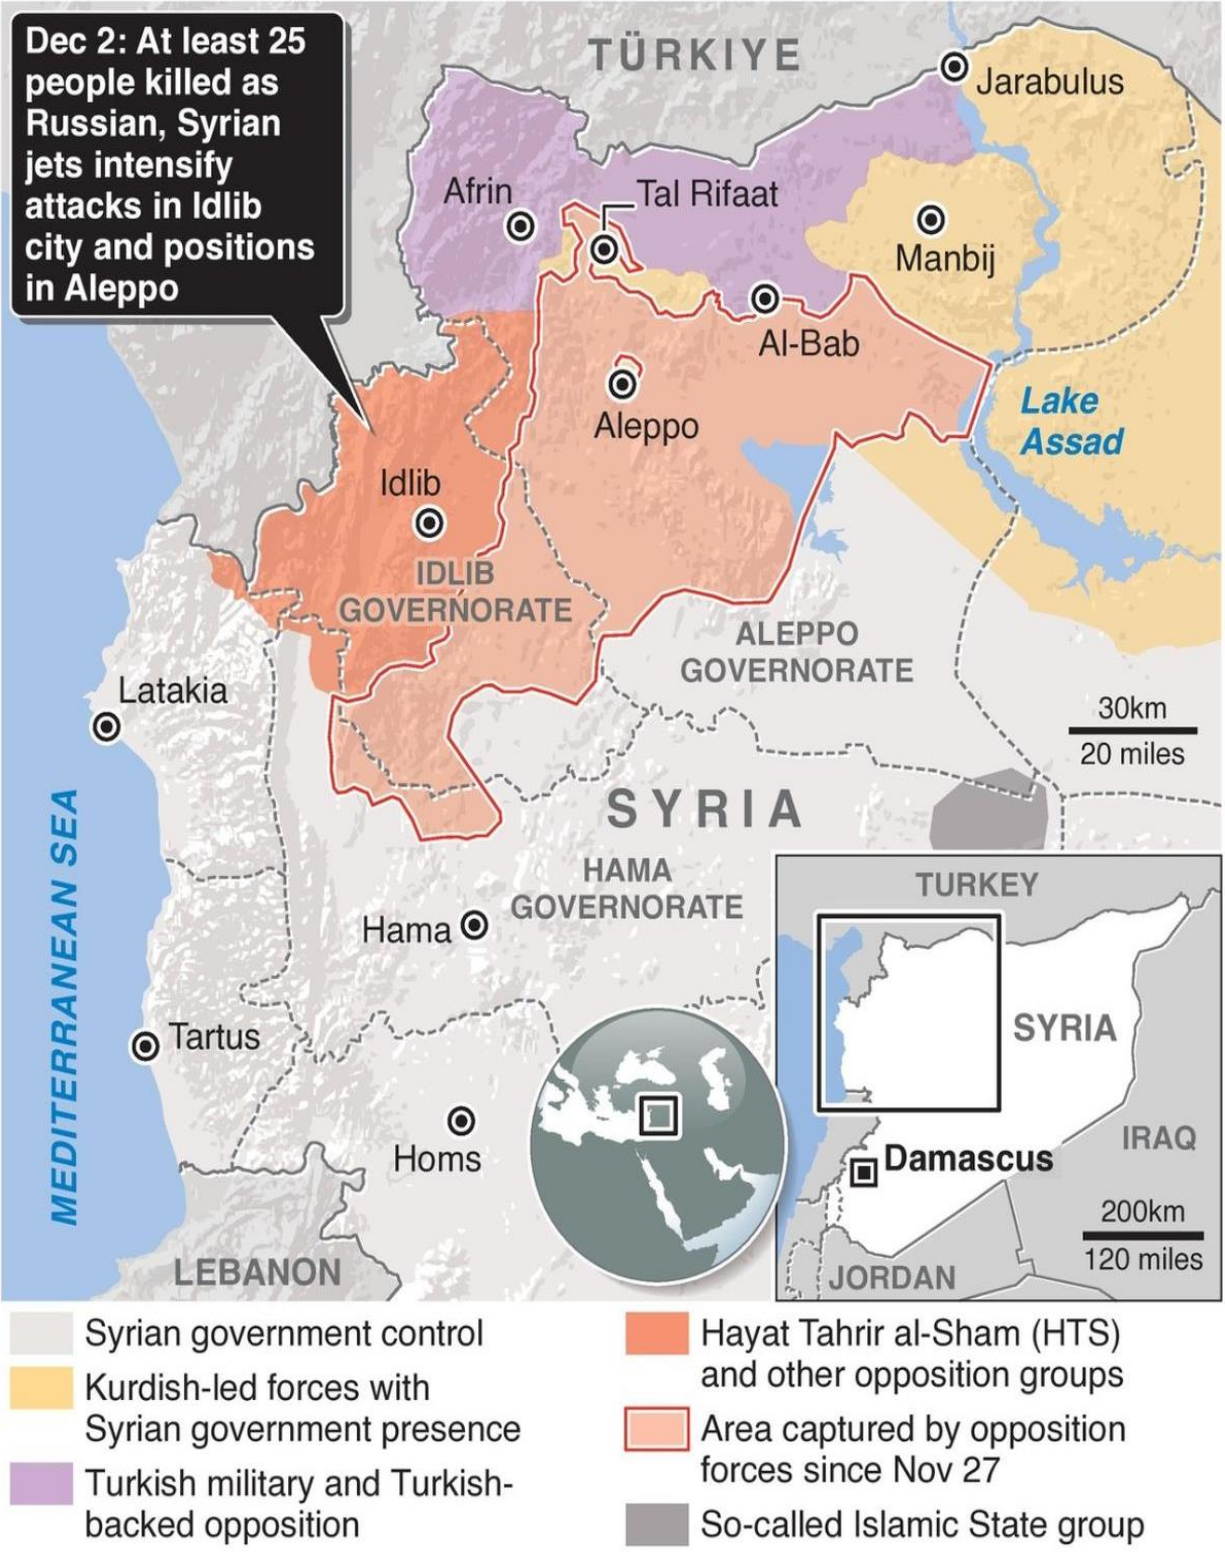 Dec 2: At least 25
people killed as
Russian, Syrian
jets intensify
attacks in Idlib
city and positions
in Aleppo
TÜRKIYE
Jarabulus
Afrin
Tal Rifaat
Manbij
Al-Bab
Aleppo
Lake
Assad
Idlib
IDLIB
GOVERNORATE
ALEPPO
GOVERNORATE
Latakia
30km
20 miles
SYRIA
MEDITERRANEAN SEA
HAMA
GOVERNORATE
Hama
Tartus
Homs
LEBANON
TURKEY
SYRIA
IRAQ
Damascus
200km
120 miles
JORDAN
Syrian government control
Kurdish-led forces with
Syrian government presence
Turkish military and Turkish-
backed opposition
Hayat Tahrir al-Sham (HTS)
and other opposition groups
Area captured by opposition
forces since Nov 27
So-called Islamic State group